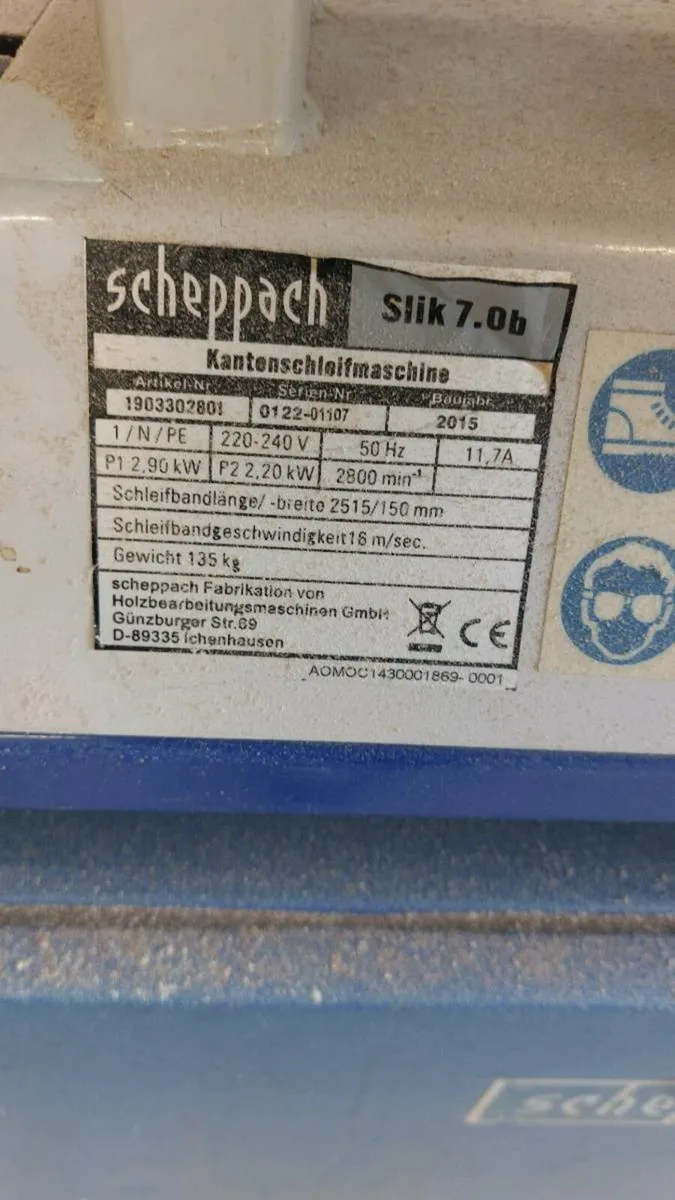 scheppach Slik 7.0b
Kantenschleifmaschine
Artikel-Nr. Serien-Nr. Baujahr
1903302801 0122-01107 2015
1/N/PE 220-240 V 50 Hz 11,7A
P1 2,90 kW P2 2,20 kW 2800 min⁻¹
Schleifbandlänge/ -breite 2515/150 mm
Schleifbandgeschwindigkeit16 m/sec.
Gewicht 135 kg
scheppach Fabrikation von
Holzbearbeitungsmaschinen GmbH
Günzburger Str.69
D-89335 Ichenhausen
CE
AOMOC1430001869-0001